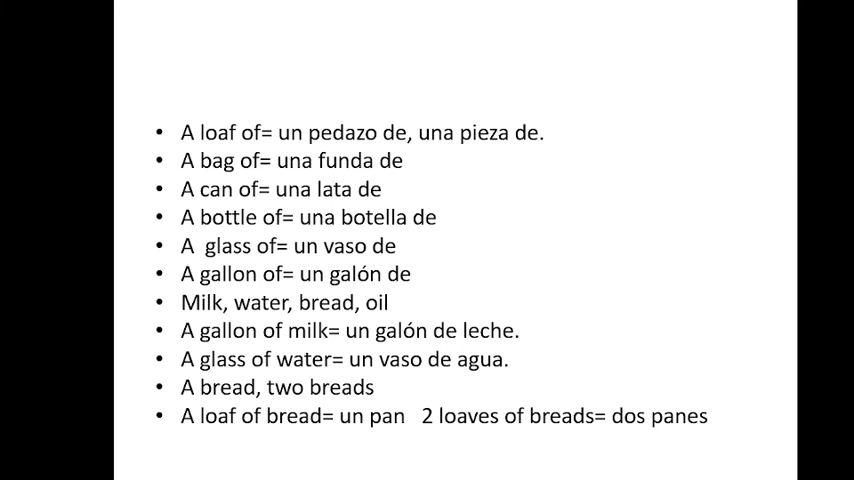 • A loaf of= un pedazo de, una pieza de.
• A bag of= una funda de
• A can of= una lata de
• A bottle of= una botella de
• A  glass of= un vaso de
• A gallon of= un galón de
• Milk, water, bread, oil
• A gallon of milk= un galón de leche.
• A glass of water= un vaso de agua.
• A bread, two breads
• A loaf of bread= un pan   2 loaves of breads= dos panes